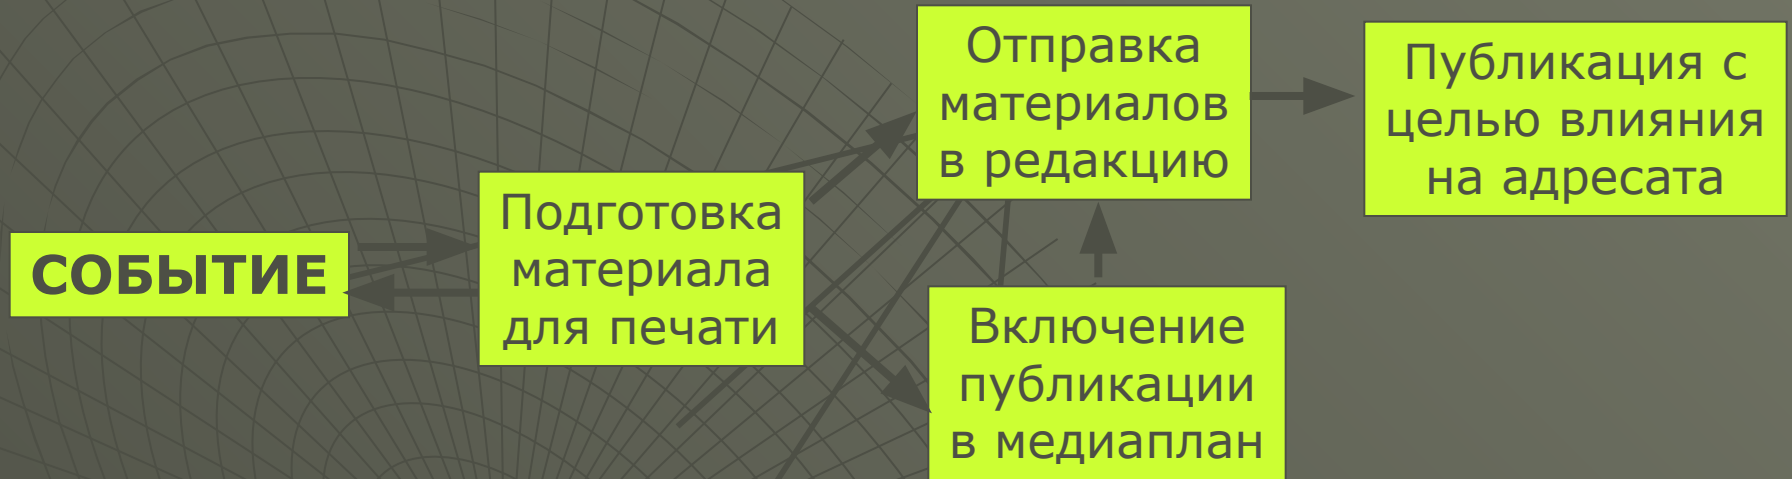 СОБЫТИЕ
Подготовка
материала
для печати
Отправка
материалов
в редакцию
Включение
публикации
в медиаплан
Публикация с
целью влияния
на адресата